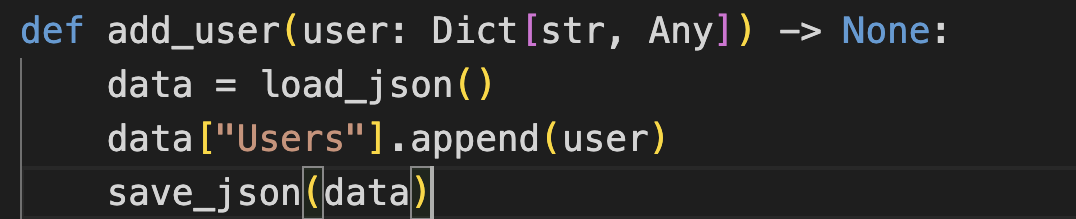 def add_user(user: Dict[str, Any]) -> None:
    data = load_json()
    data["Users"].append(user)
    save_json(data)